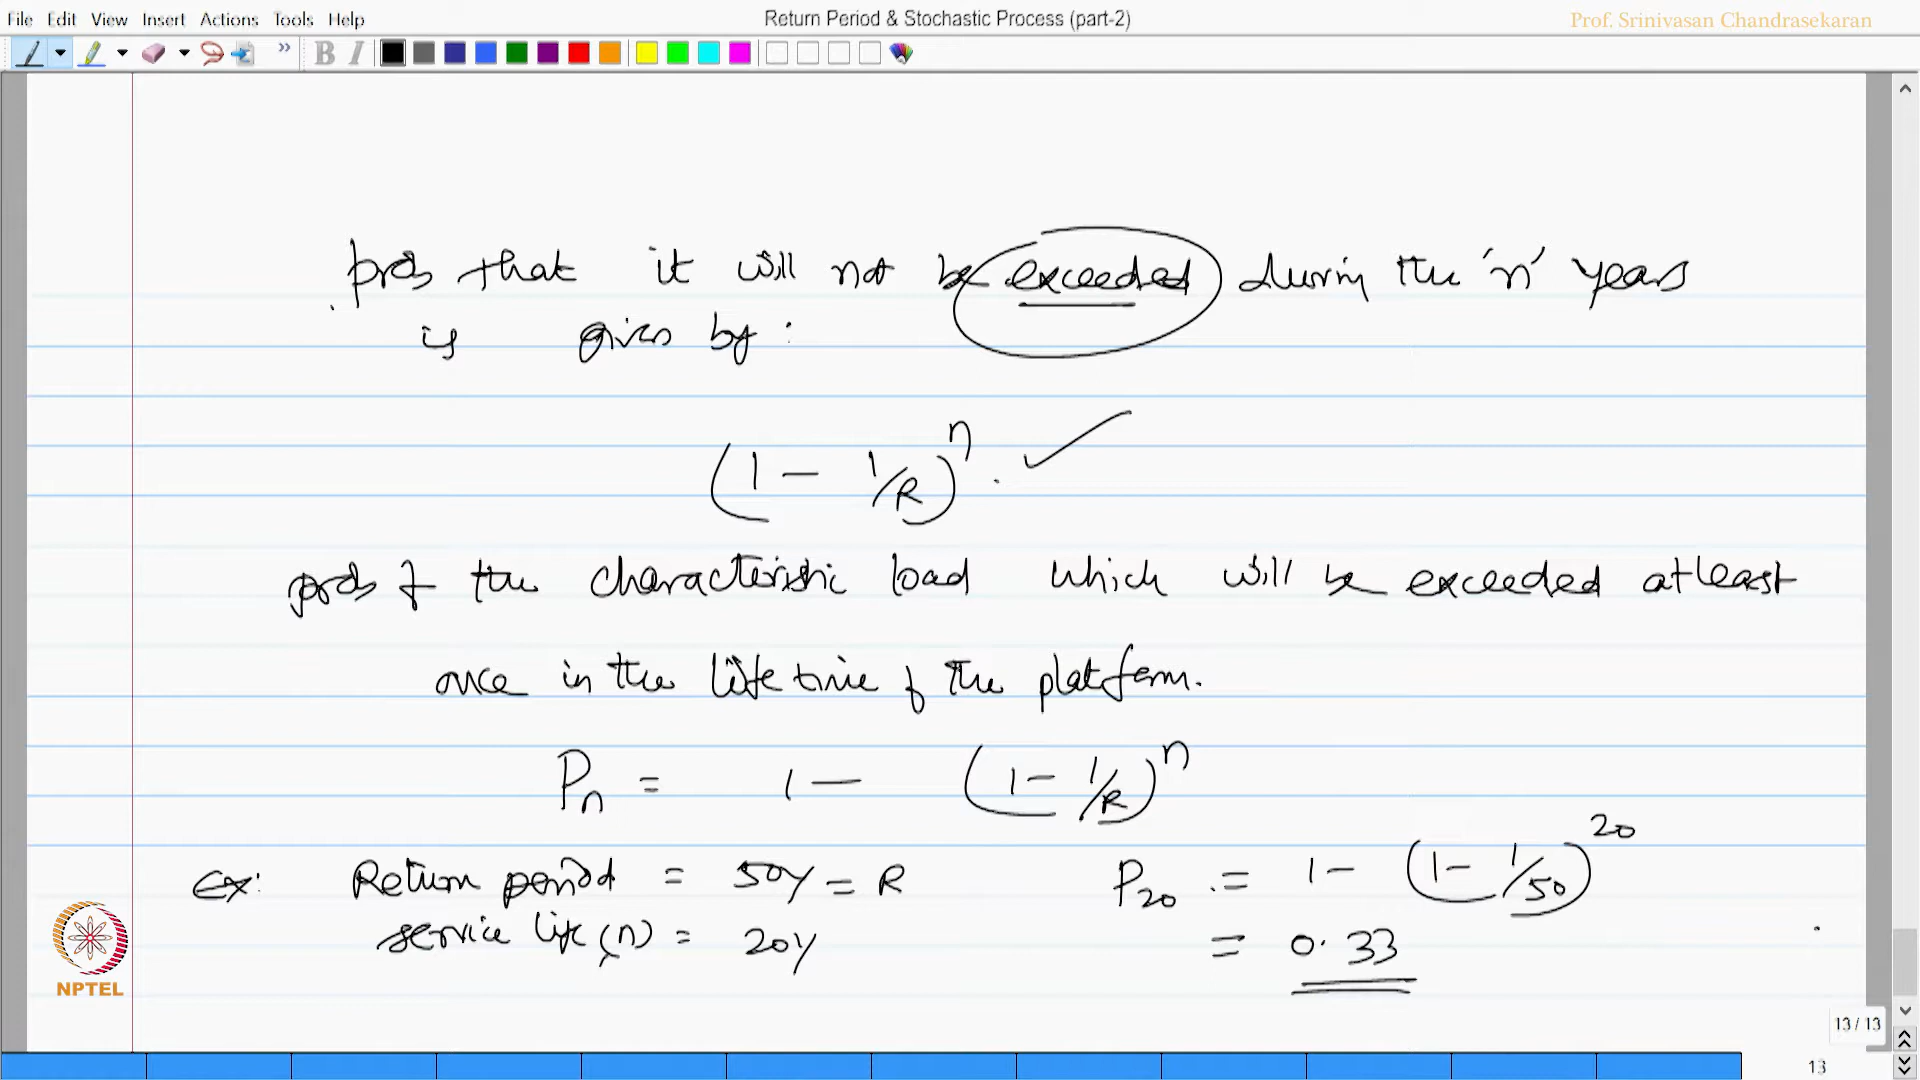 File Edit View Insert Actions Tools Help
Return Period & Stochastic Process (part-2)
Prof. Srinivasan Chandrasekaran
B I
prob that it will not be exceeded during the 'n' years
is given by:
(1 - 1/R)^n.
prob of the characteristic load which will be exceeded atleast
once in the life time of the platform.
Pn = 1 - (1 - 1/R)^n
Ex: Return period = 50y = R
service life (n) = 20y
P20 = 1 - (1 - 1/50)^20
= 0.33
NPTEL
13 / 13
13